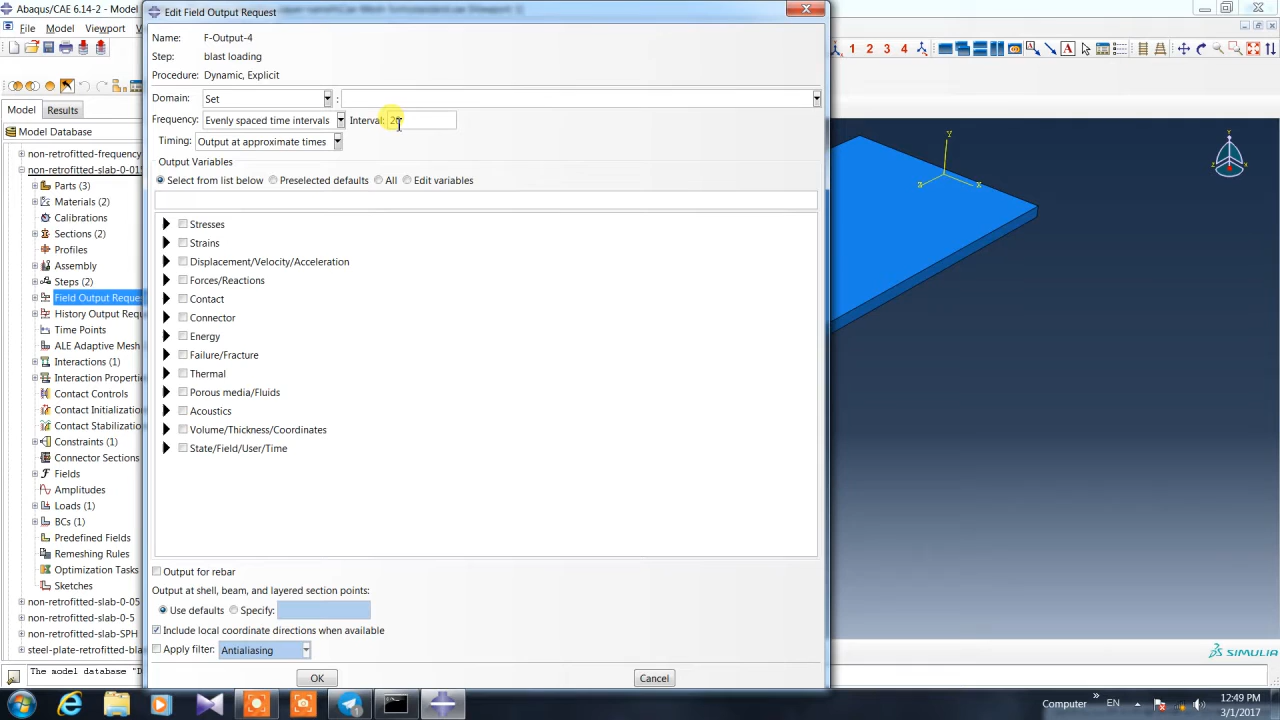 Abaqus/CAE 6.14-2 -
Edit Field Output Request
File Model Viewport
Name: F-Output-4
Step: blast loading
1 2 3 4
Procedure: Dynamic, Explicit
Domain: Set :
Model Results
Frequency: Evenly spaced time intervals Interval:
Model Database
Timing: Output at approximate times
Y
X
non-retrofitted-frequency
Output Variables
non-retrofitted-slab-0-01
Select from list below Preselected defaults All Edit variables
Parts (3)
Materials (2)
Calibrations
Sections (2)
Profiles
Assembly
Steps (2)
Field Output Reque
History Output Requ
Time Points
ALE Adaptive Mesh
Interactions (1)
Interaction Properti
Contact Controls
Contact Initializatio
Contact Stabilizatio
Constraints (1)
Connector Sections
Fields
Amplitudes
Loads (1)
BCs (1)
Predefined Fields
Remeshing Rules
Optimization Tasks
Sketches
non-retrofitted-slab-0-05
non-retrofitted-slab-0-5
non-retrofitted-slab-SPH
steel-plate-retrofitted-bla
Stresses
Strains
Displacement/Velocity/Acceleration
Forces/Reactions
Contact
Connector
Energy
Failure/Fracture
Thermal
Porous media/Fluids
Acoustics
Volume/Thickness/Coordinates
State/Field/User/Time
Output for rebar
Output at shell, beam, and layered section points:
Use defaults Specify:
Include local coordinate directions when available
Apply filter: Antialiasing
OK Cancel
SIMULIA
The model database "D
Computer » EN 12:49 PM
3/1/2017